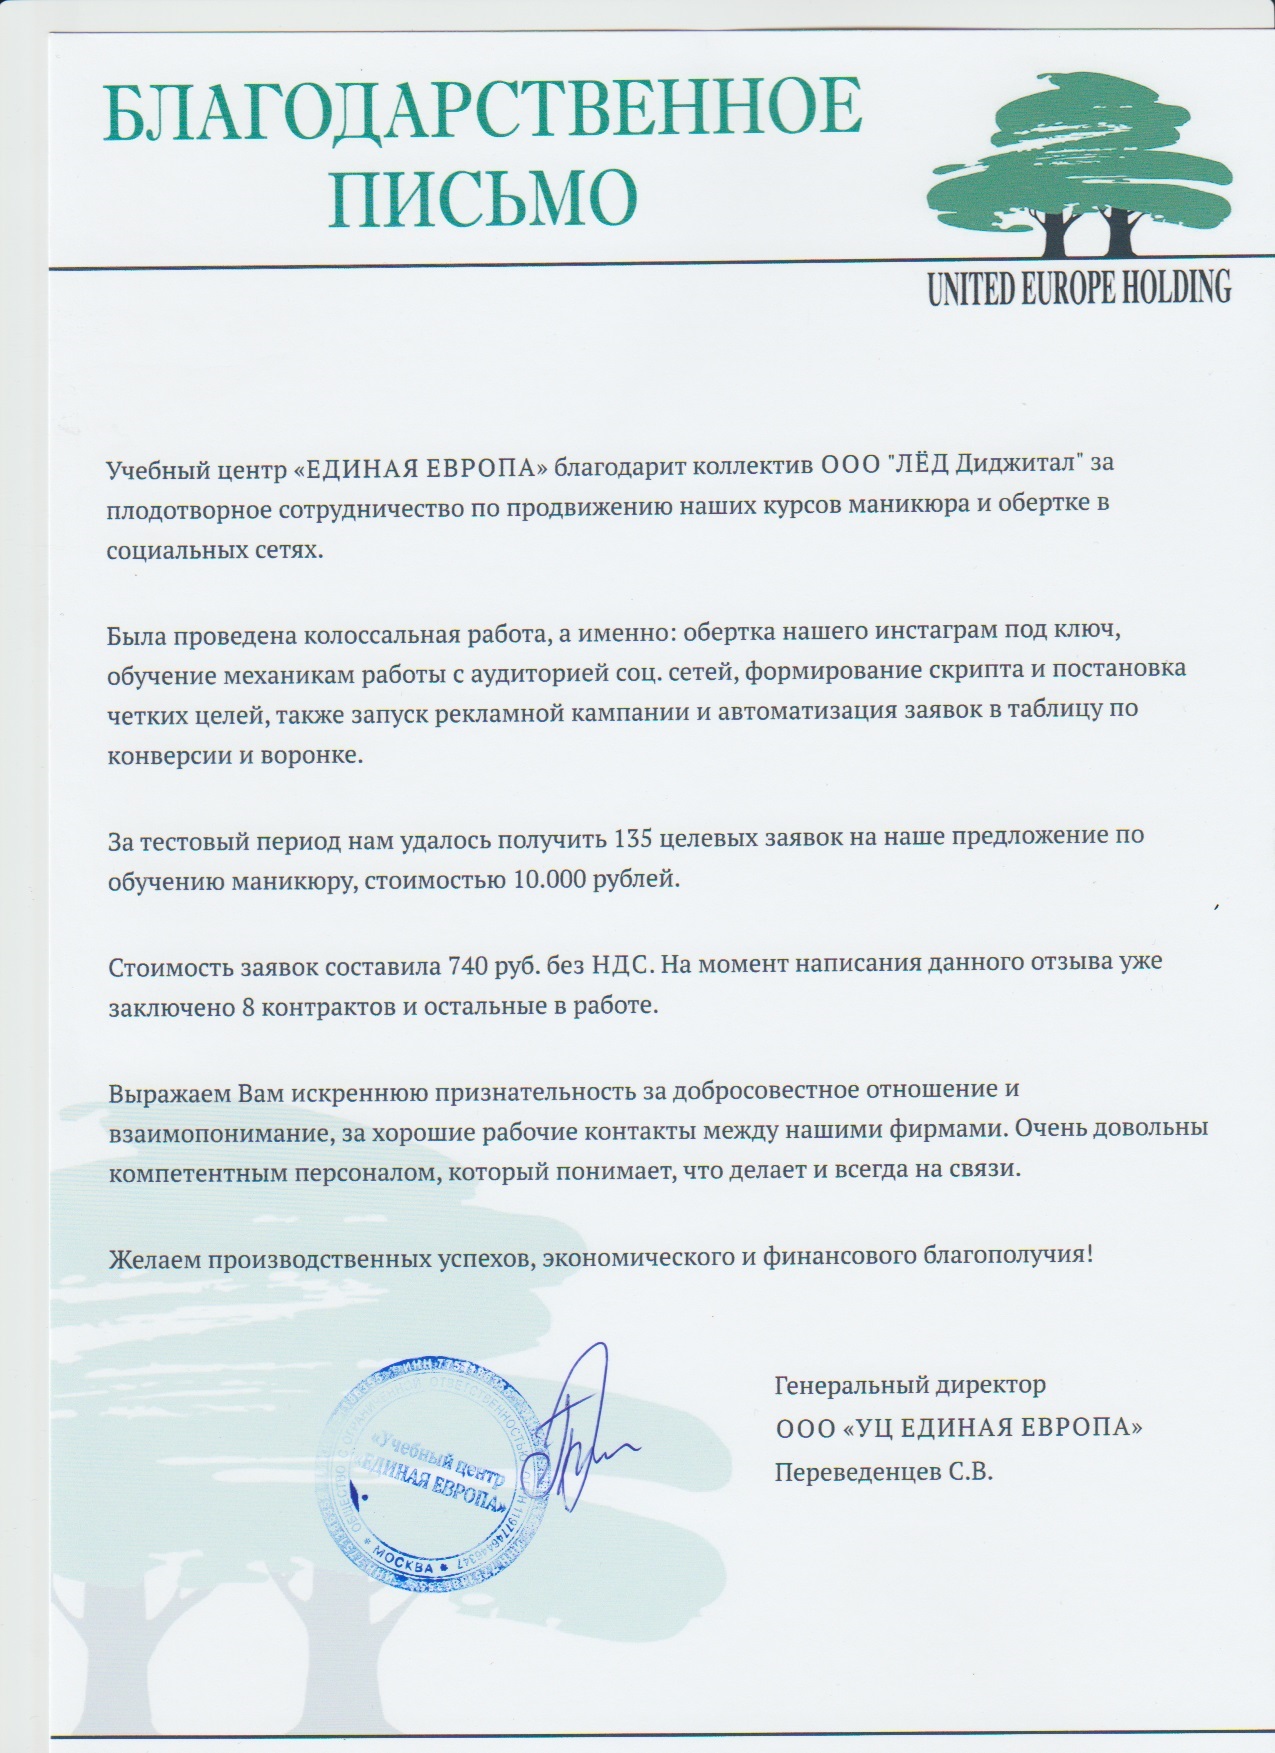 БЛАГОДАРСТВЕННОЕ
ПИСЬМО
UNITED EUROPE HOLDING
Учебный центр «ЕДИНАЯ ЕВРОПА» благодарит коллектив ООО "ЛЁД Диджитал" за
плодотворное сотрудничество по продвижению наших курсов маникюра и обертке в
социальных сетях.
Была проведена колоссальная работа, а именно: обертка нашего инстаграм под ключ,
обучение механикам работы с аудиторией соц. сетей, формирование скрипта и постановка
четких целей, также запуск рекламной кампании и автоматизация заявок в таблицу по
конверсии и воронке.
За тестовый период нам удалось получить 135 целевых заявок на наше предложение по
обучению маникюру, стоимостью 10.000 рублей.
Стоимость заявок составила 740 руб. без НДС. На момент написания данного отзыва уже
заключено 8 контрактов и остальные в работе.
Выражаем Вам искреннюю признательность за добросовестное отношение и
взаимопонимание, за хорошие рабочие контакты между нашими фирмами. Очень довольны
компетентным персоналом, который понимает, что делает и всегда на связи.
Желаем производственных успехов, экономического и финансового благополучия!
Генеральный директор
ООО «УЦ ЕДИНАЯ ЕВРОПА»
Переведенцев С.В.
ОБЩЕСТВО С ОГРАНИЧЕННОЙ ОТВЕТСТВЕННОСТЬЮ
«Учебный центр
«ЕДИНАЯ ЕВРОПА»
* МОСКВА *